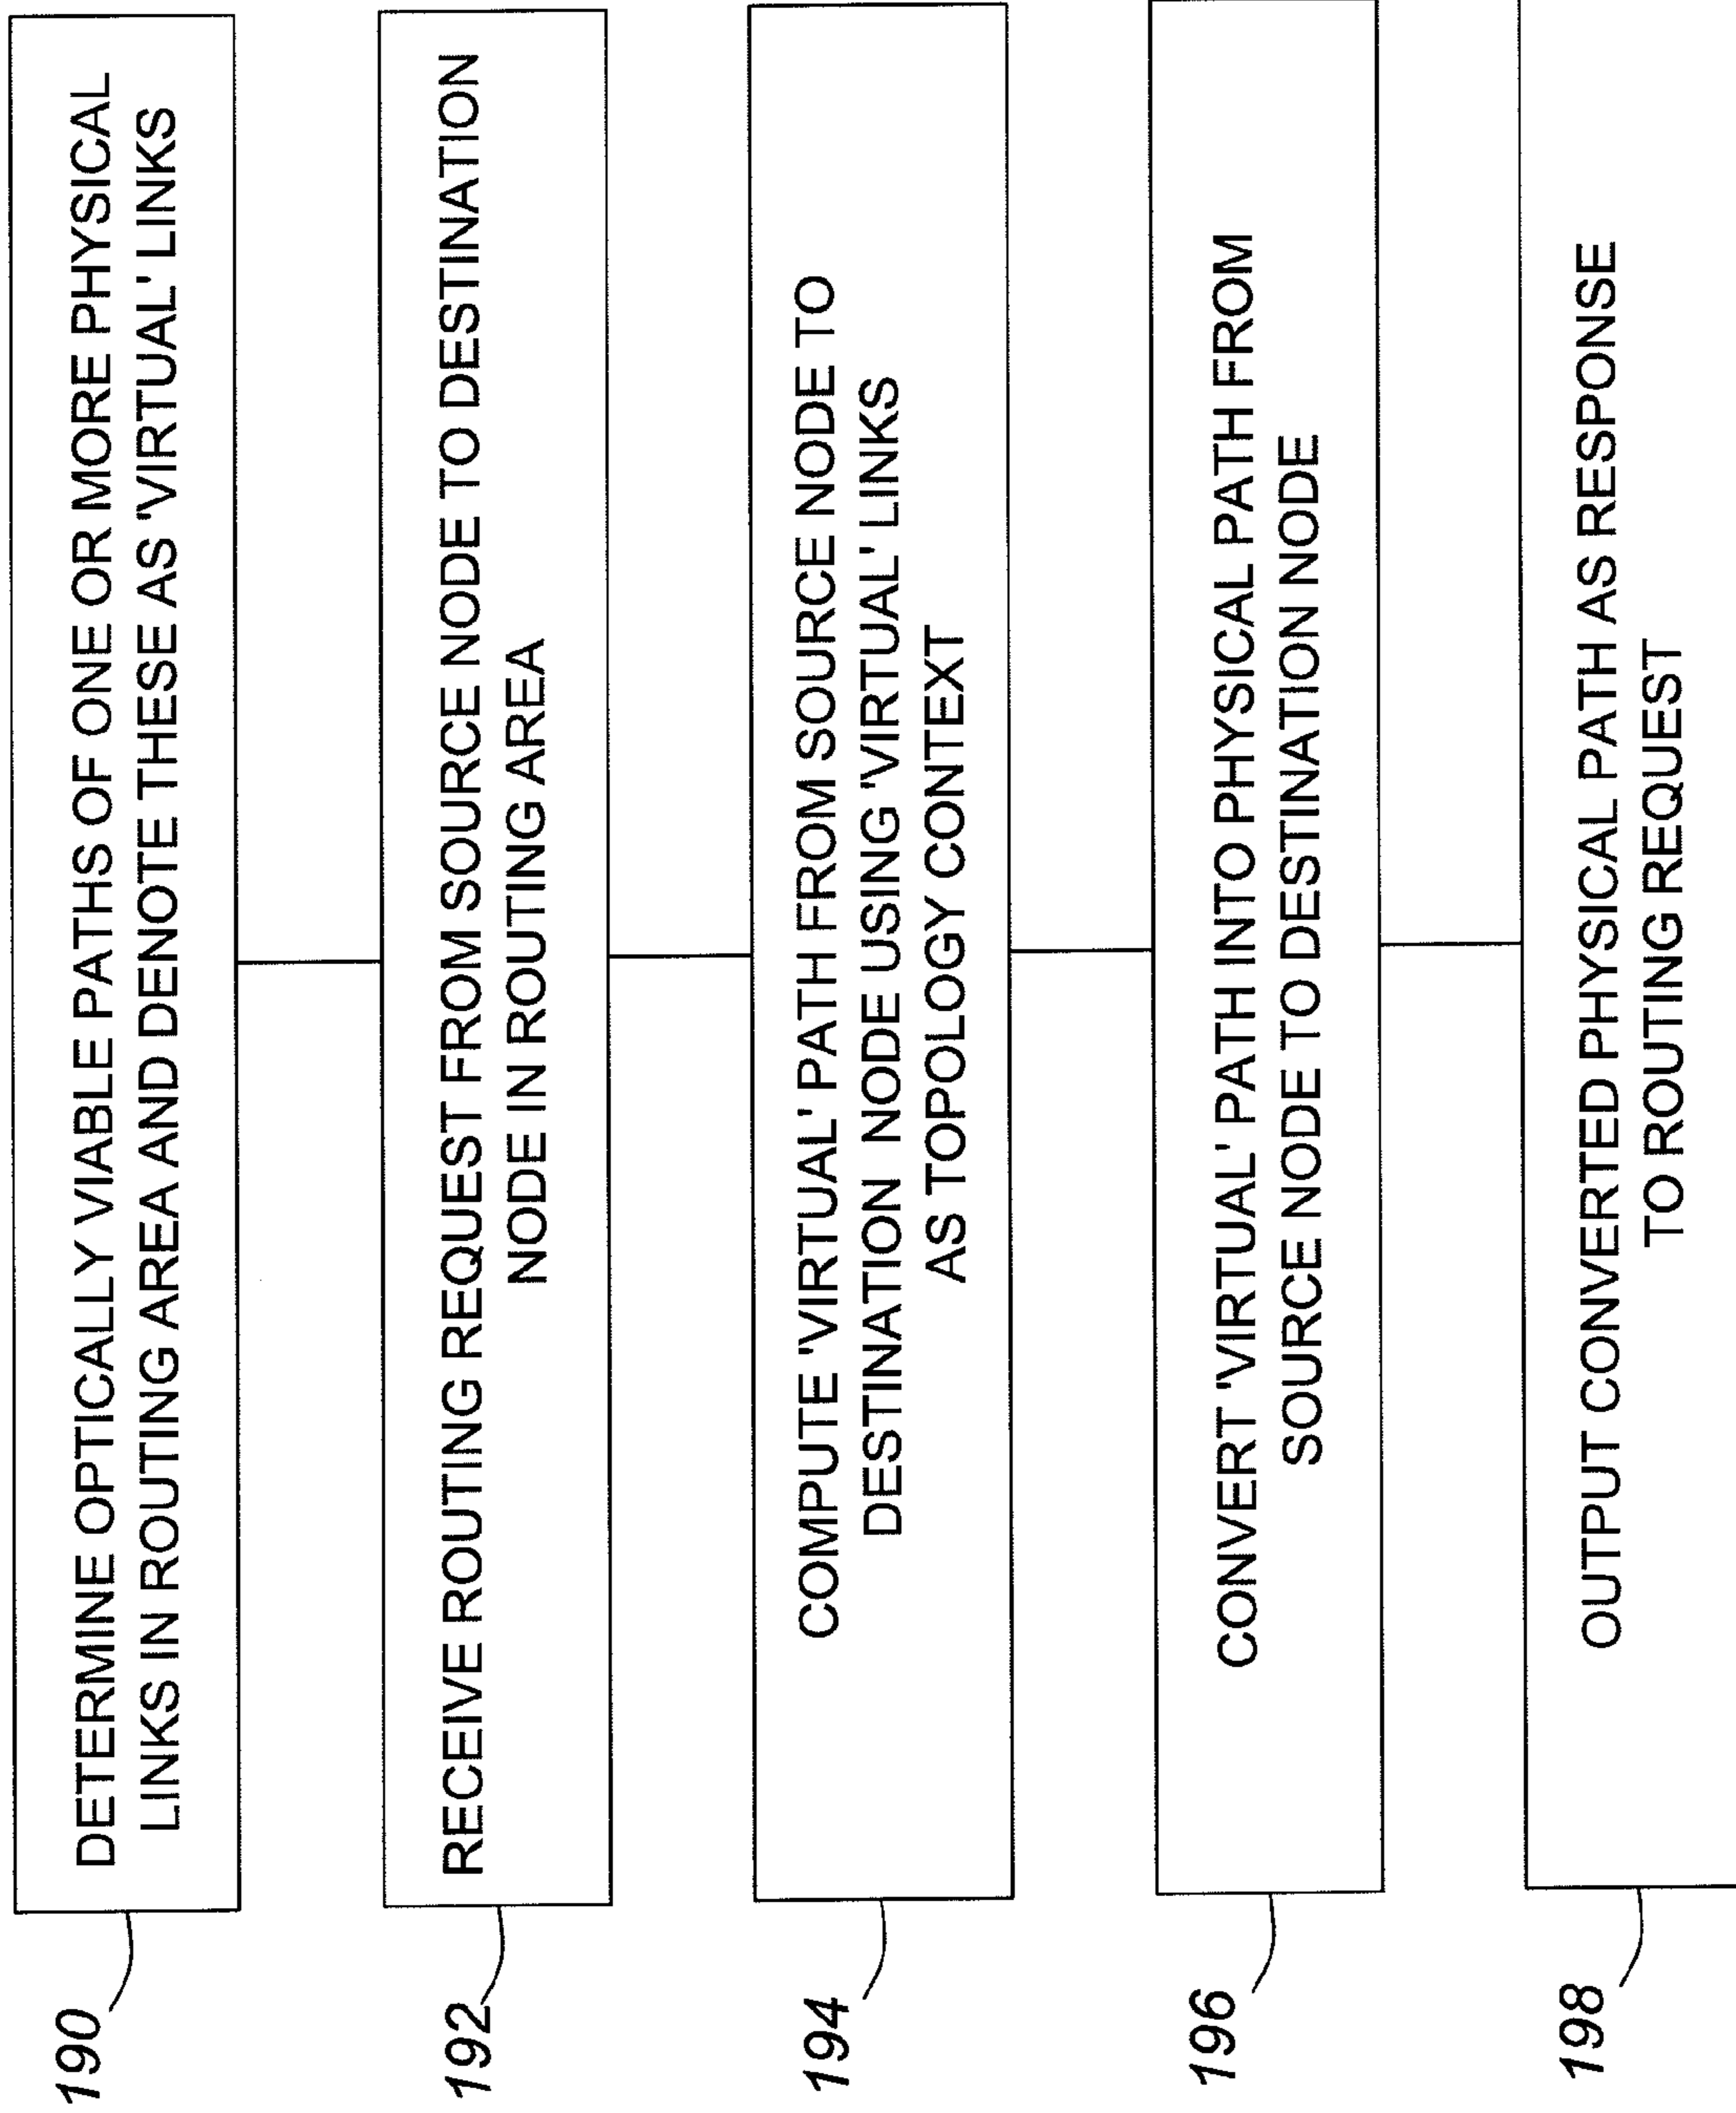 190
DETERMINE OPTICALLY VIABLE PATHS OF ONE OR MORE PHYSICAL
LINKS IN ROUTING AREA AND DENOTE THESE AS 'VIRTUAL' LINKS
192
RECEIVE ROUTING REQUEST FROM SOURCE NODE TO DESTINATION
NODE IN ROUTING AREA
194
COMPUTE 'VIRTUAL' PATH FROM SOURCE NODE TO
DESTINATION NODE USING 'VIRTUAL' LINKS
AS TOPOLOGY CONTEXT
196
CONVERT 'VIRTUAL' PATH INTO PHYSICAL PATH FROM
SOURCE NODE TO DESTINATION NODE
198
OUTPUT CONVERTED PHYSICAL PATH AS RESPONSE
TO ROUTING REQUEST